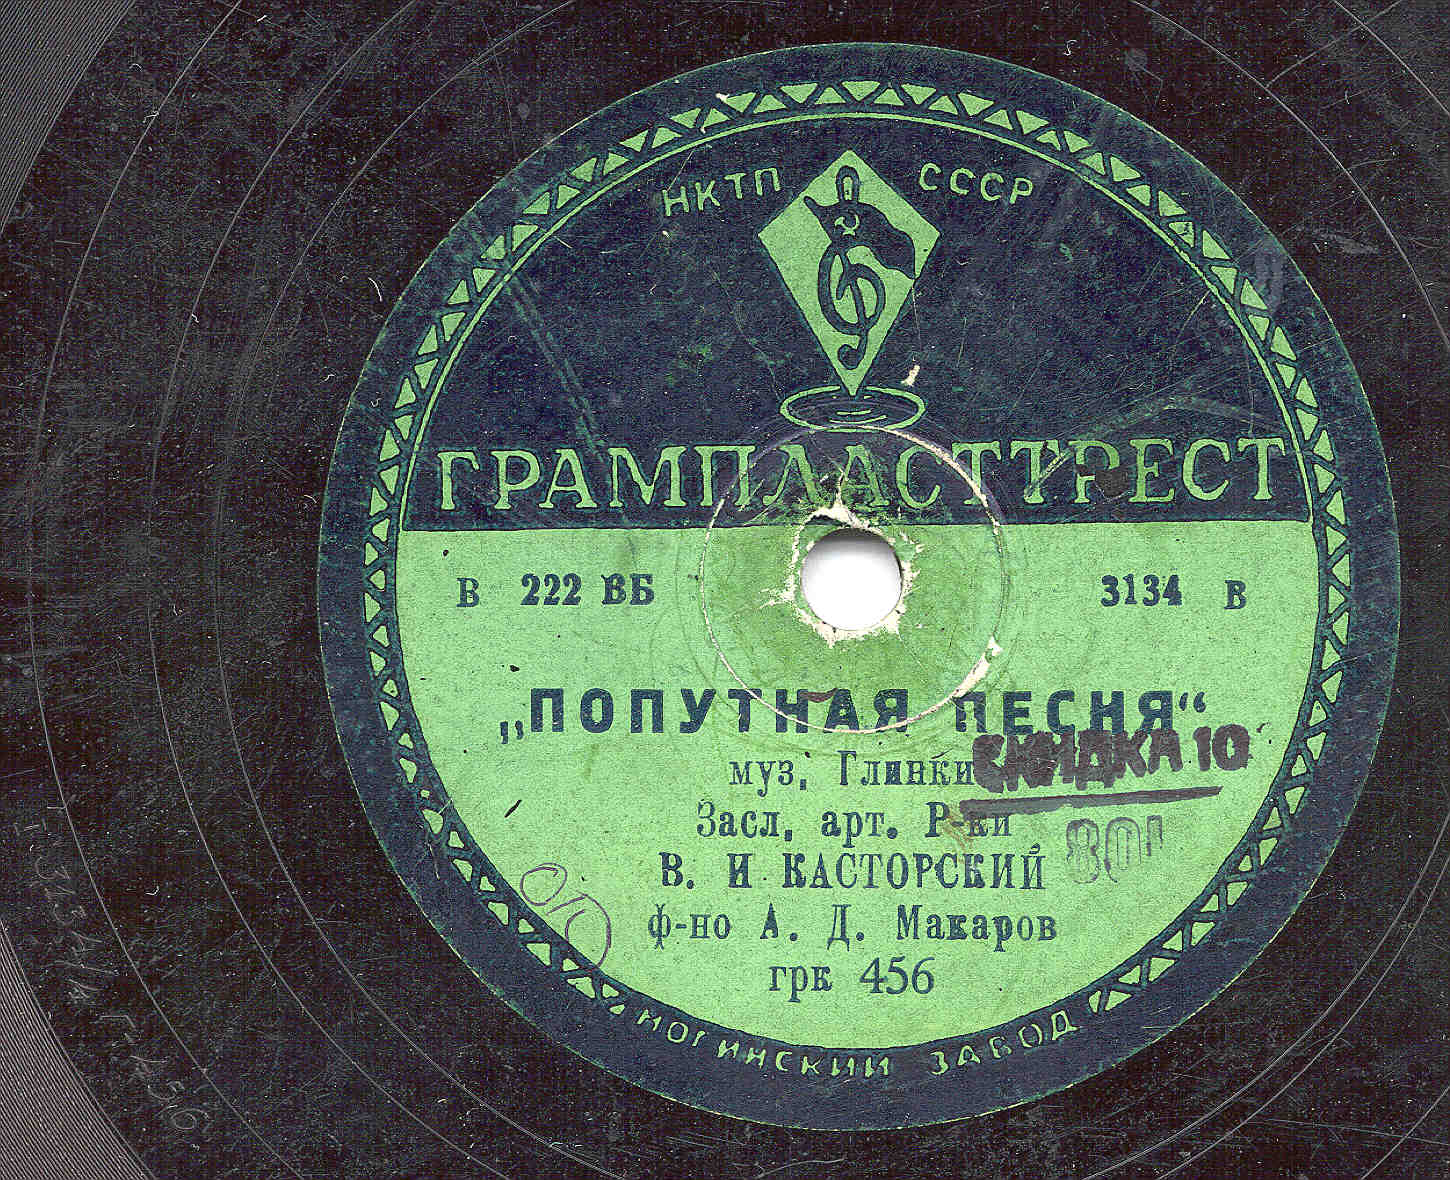 НКТП СССР
ГРАМПЛАСТТРЕСТ
В 222 ВБ 3134 В
„ПОПУТНАЯ ПЕСНЯ“
муз. Глинки
СКИДКА 10
Засл. арт. Р-ки
801
В. И КАСТОРСКИЙ
ф-но А. Д. Макаров
грк 456
НОГИНСКИЙ ЗАВОД